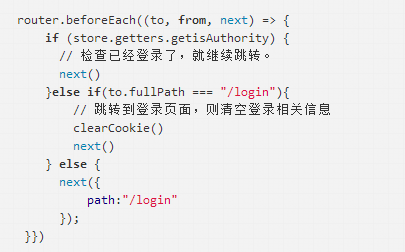 router.beforeEach((to, from, next) => {
    if (store.getters.getisAuthority) {
      // 检查已经登录了，就继续跳转。
      next()
    }else if(to.fullPath === "/login"){
        // 跳转到登录页面，则清空登录相关信息
        clearCookie()
        next()
    } else {
      next({
          path:"/login"
      });
 }})